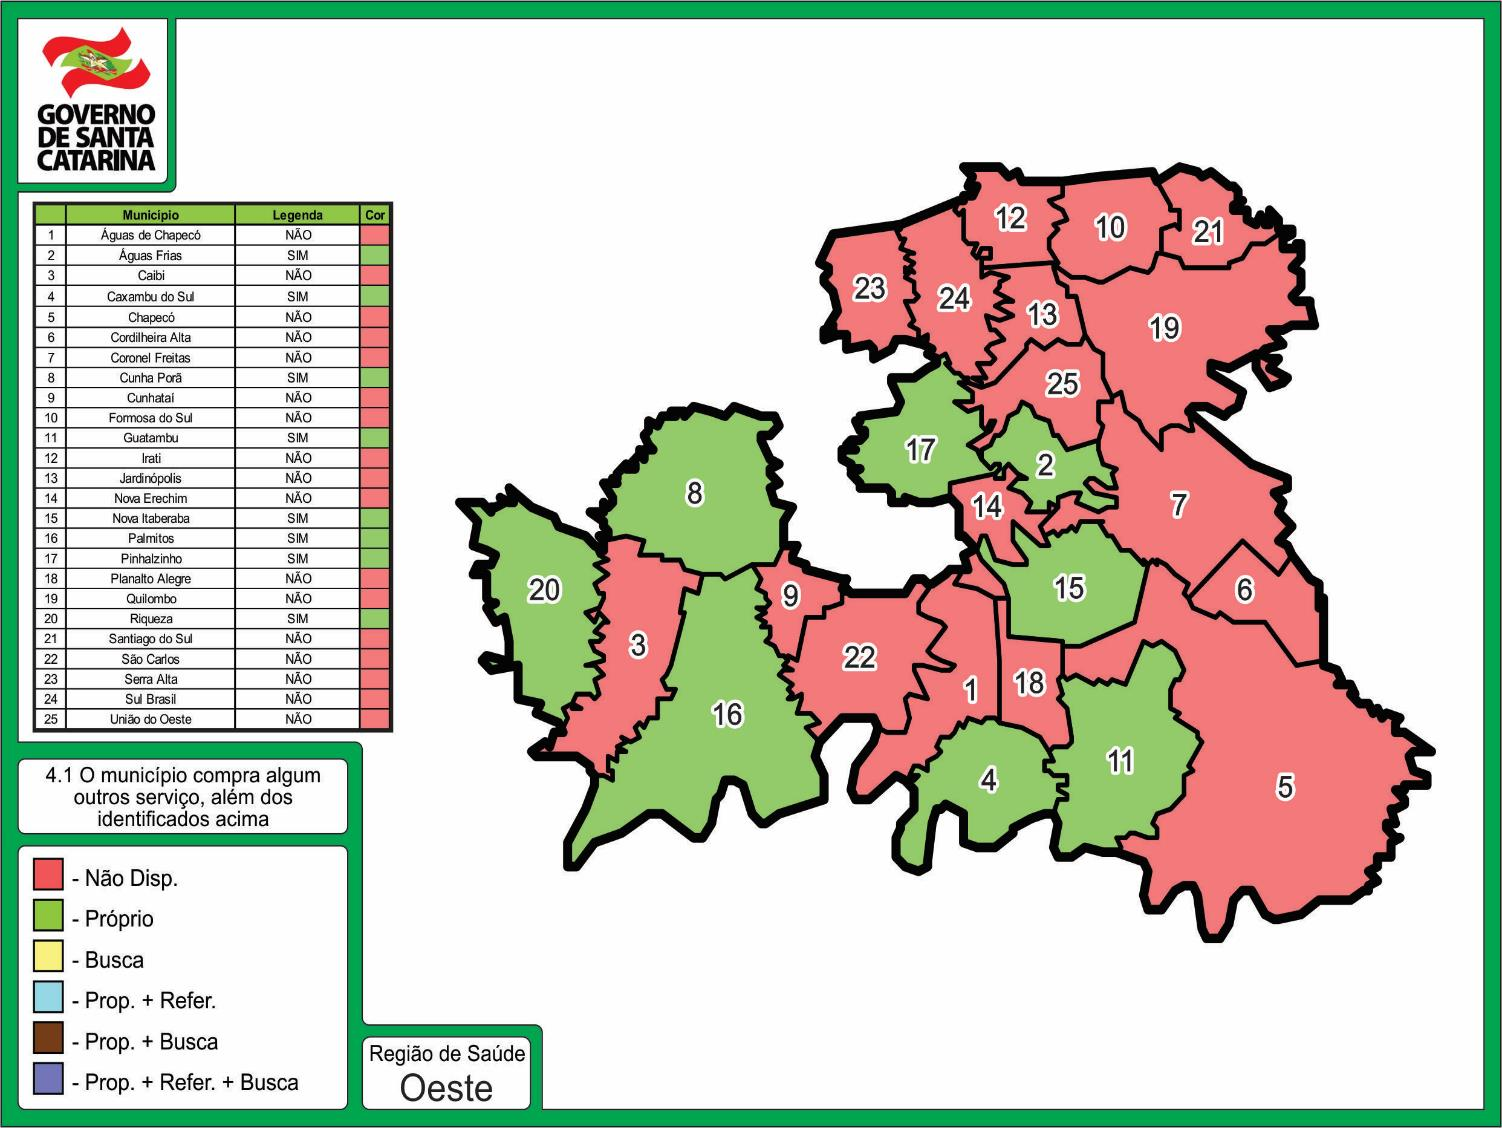 GOVERNO
DE SANTA
CATARINA
Município Legenda Cor
1 Águas de Chapecó NÃO
2 Águas Frias SIM
3 Caibi NÃO
4 Caxambu do Sul SIM
5 Chapecó NÃO
6 Cordilheira Alta NÃO
7 Coronel Freitas NÃO
8 Cunha Porã SIM
9 Cunhataí NÃO
10 Formosa do Sul NÃO
11 Guatambu SIM
12 Irati NÃO
13 Jardinópolis NÃO
14 Nova Erechim NÃO
15 Nova Itaberaba SIM
16 Palmitos SIM
17 Pinhalzinho SIM
18 Planalto Alegre NÃO
19 Quilombo NÃO
20 Riqueza SIM
21 Santiago do Sul NÃO
22 São Carlos NÃO
23 Serra Alta NÃO
24 Sul Brasil NÃO
25 União do Oeste NÃO
4.1 O município compra algum
outros serviço, além dos
identificados acima
- Não Disp.
- Próprio
- Busca
- Prop. + Refer.
- Prop. + Busca
- Prop. + Refer. + Busca
Região de Saúde
Oeste
12
10
21
23
24
13
19
25
17
2
14
7
8
20
15
6
9
3
22
1
18
16
11
4
5